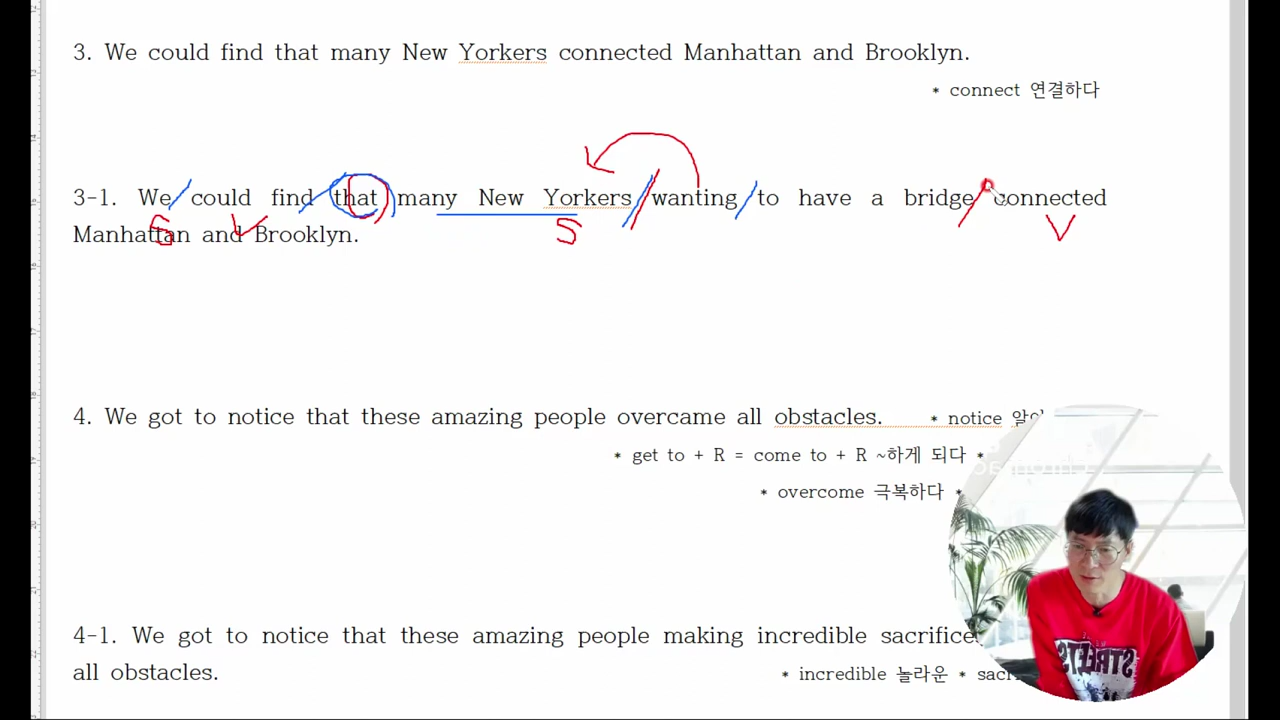 3. We could find that many New Yorkers connected Manhattan and Brooklyn.
* connect 연결하다
3-1. We could find that many New Yorkers wanting to have a bridge connected
S V S V
Manhattan and Brooklyn.
4. We got to notice that these amazing people overcame all obstacles. * notice
* get to + R = come to + R ~하게 되다 *
* overcome 극복하다 *
4-1. We got to notice that these amazing people making incredible
all obstacles. * incredible 놀라운 *
STREETS